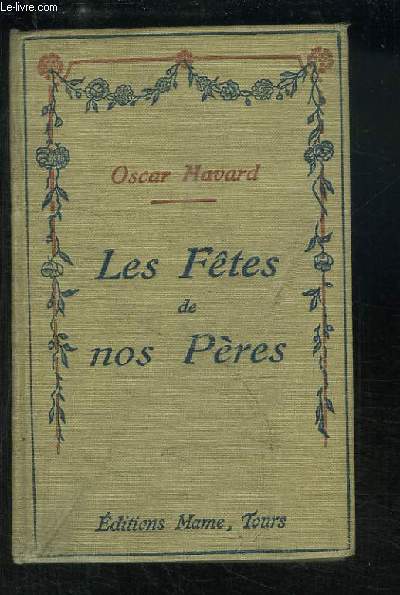 Le-livre.com
Oscar Havard
Les Fêtes
de
nos Pères
Éditions Mame, Tours